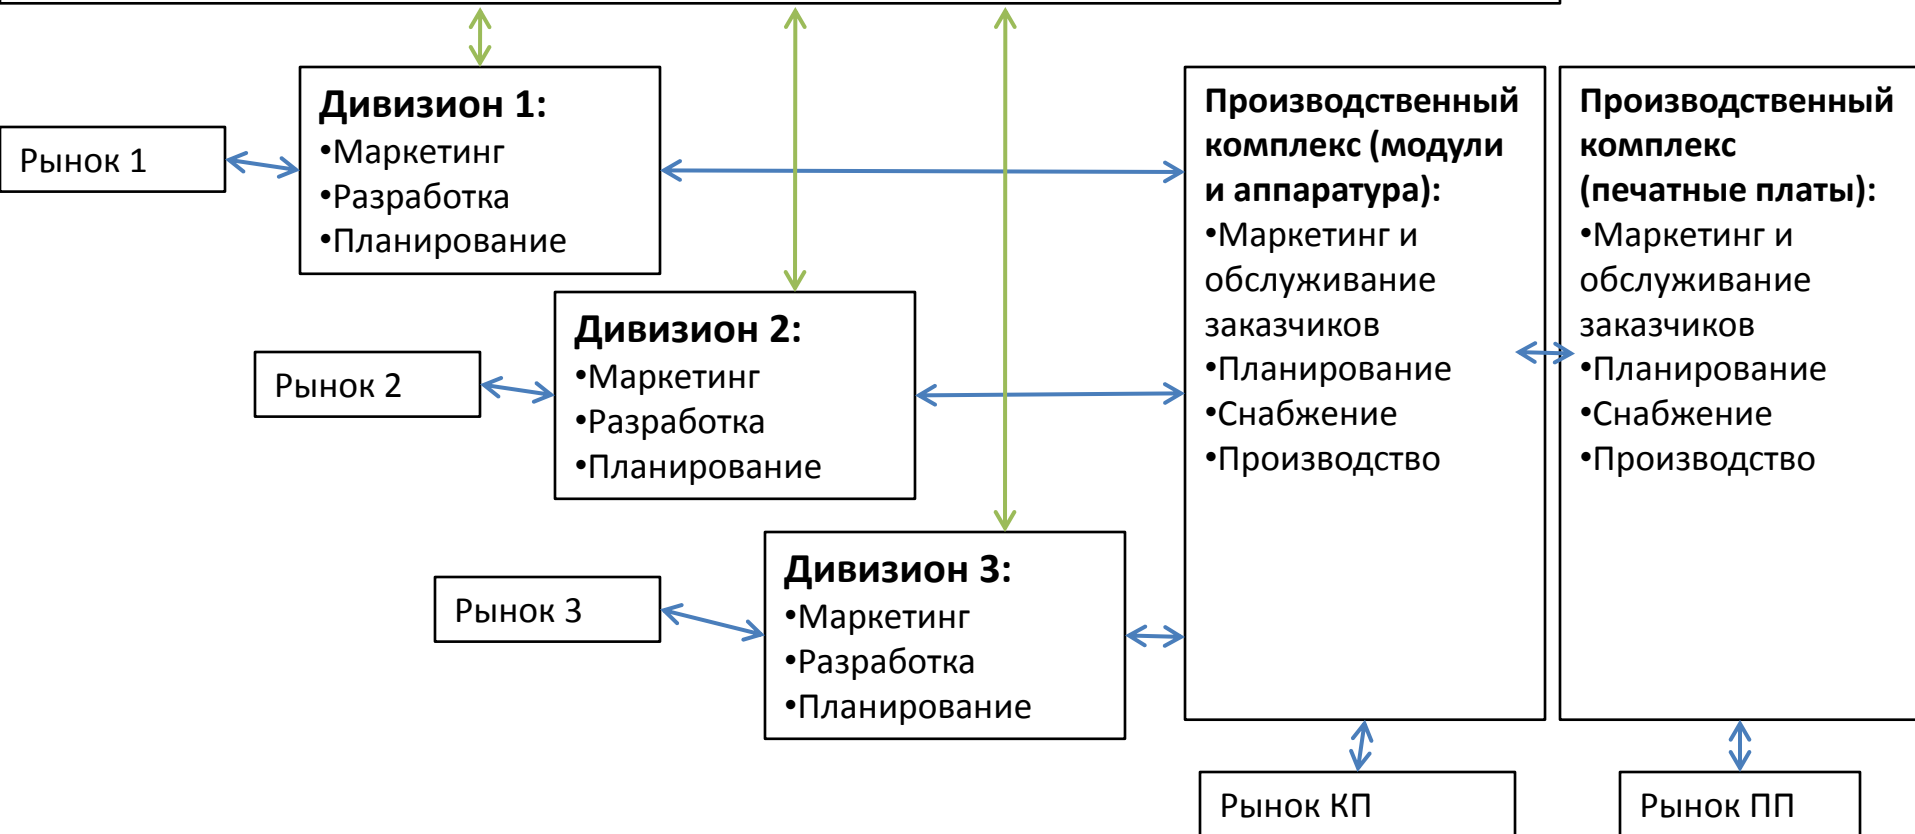 Рынок 1
Дивизион 1:
•Маркетинг
•Разработка
•Планирование
Рынок 2
Дивизион 2:
•Маркетинг
•Разработка
•Планирование
Рынок 3
Дивизион 3:
•Маркетинг
•Разработка
•Планирование
Производственный
комплекс (модули
и аппаратура):
•Маркетинг и
обслуживание
заказчиков
•Планирование
•Снабжение
•Производство
Производственный
комплекс
(печатные платы):
•Маркетинг и
обслуживание
заказчиков
•Планирование
•Снабжение
•Производство
Рынок КП
Рынок ПП